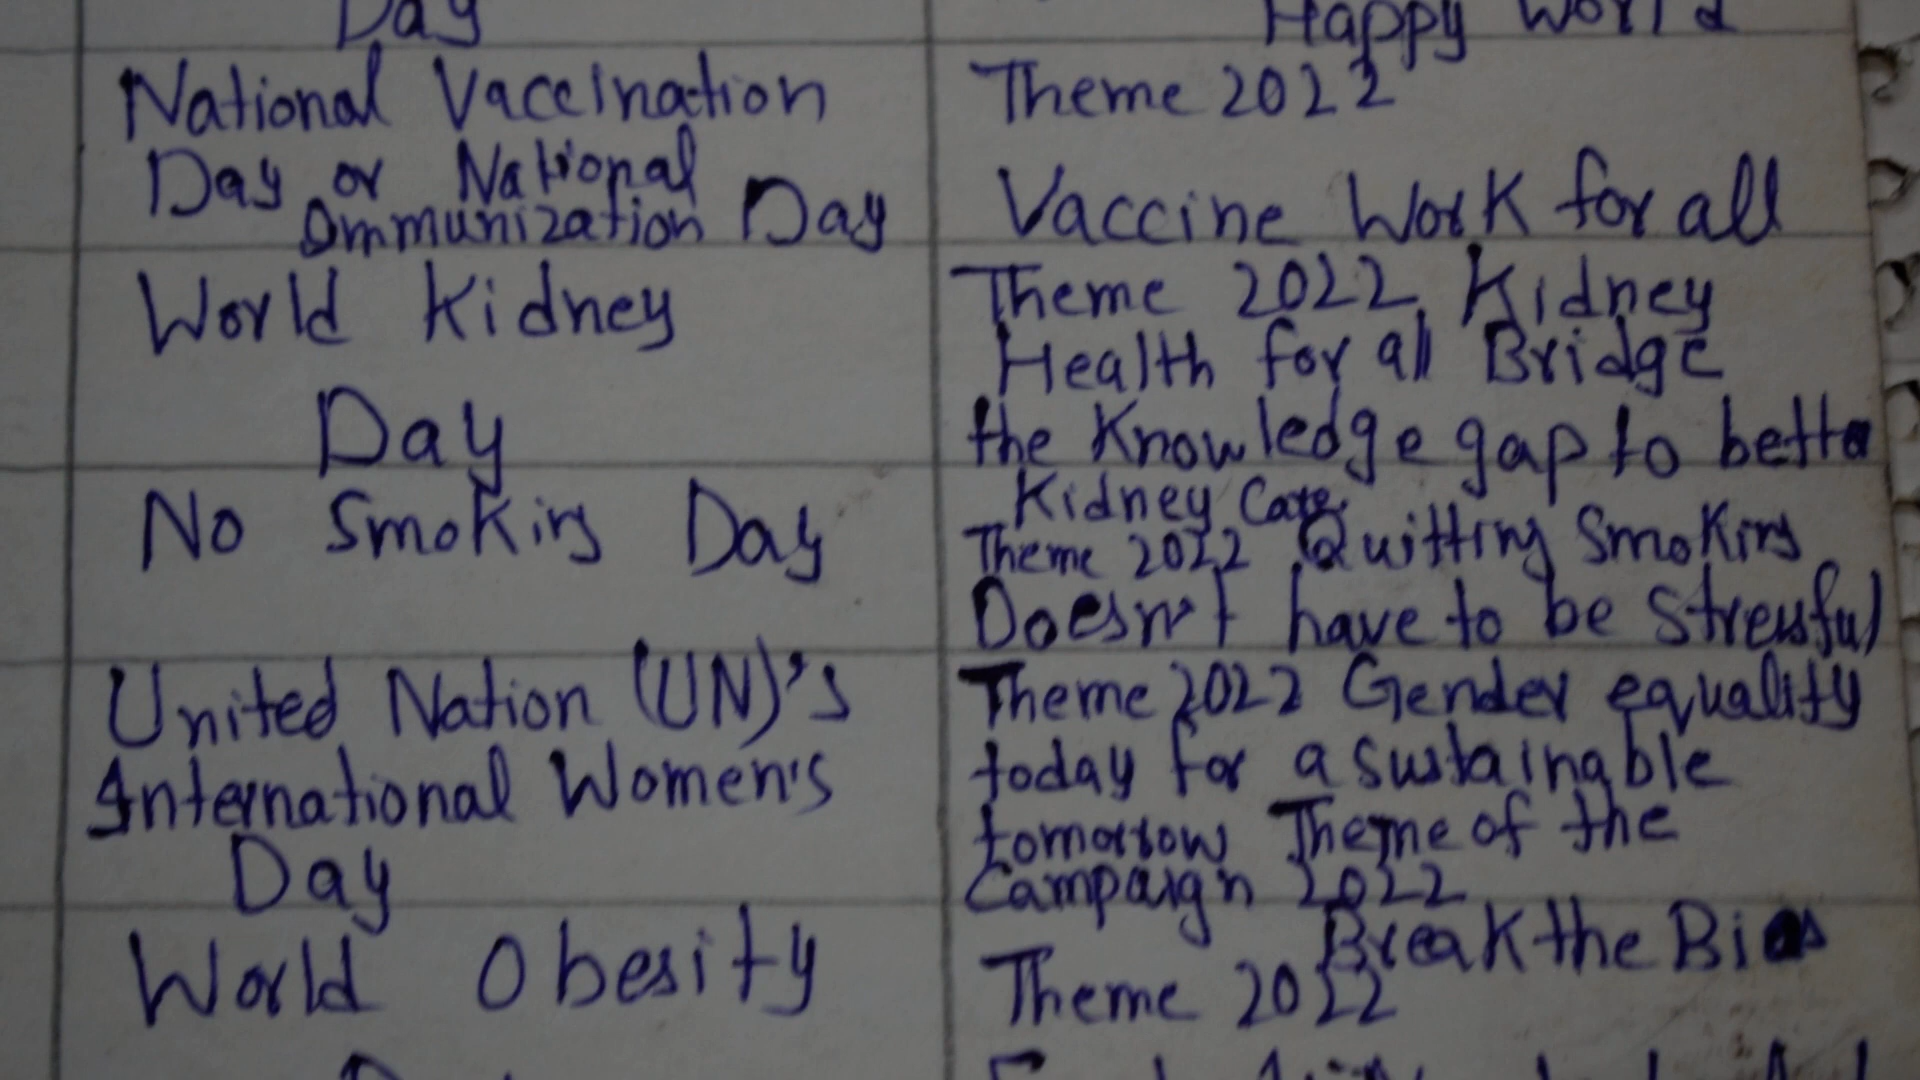 Day
Happy World
National Vaccination
Day or National
Immunization Day
Theme 2022
Vaccine Work for all
World Kidney
Day
Theme 2022 Kidney
Health for all Bridge
the Knowledge gap to better
Kidney Care
No Smoking Day
Theme 2022 Quitting Smoking
Doesn't have to be Stressful
United Nation (UN)'s
International Women's
Day
Theme 2022 Gender equality
today for a sustainable
tomorrow Theme of the
Campaign 2022
Break the Bias
World Obesity
Theme 2022